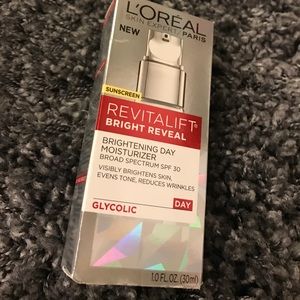 L'ORÉAL
SKIN EXPERT. PARIS
NEW
SUNSCREEN
REVITALIFT®
BRIGHT REVEAL
BRIGHTENING DAY
MOISTURIZER
BROAD SPECTRUM SPF 30
VISIBLY BRIGHTENS SKIN,
EVENS TONE, REDUCES WRINKLES
GLYCOLIC
DAY
1.0 FL.OZ. (30ml)